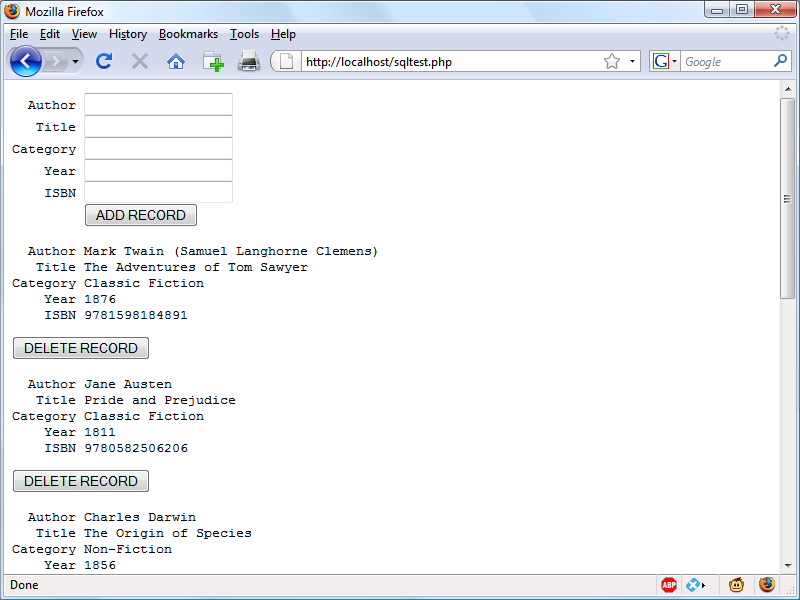 Mozilla Firefox
File Edit View History Bookmarks Tools Help
http://localhost/sqltest.php
G Google
Author
Title
Category
Year
ISBN
ADD RECORD
Author Mark Twain (Samuel Langhorne Clemens)
Title The Adventures of Tom Sawyer
Category Classic Fiction
Year 1876
ISBN 9781598184891
DELETE RECORD
Author Jane Austen
Title Pride and Prejudice
Category Classic Fiction
Year 1811
ISBN 9780582506206
DELETE RECORD
Author Charles Darwin
Title The Origin of Species
Category Non-Fiction
Year 1856
Done
ABP